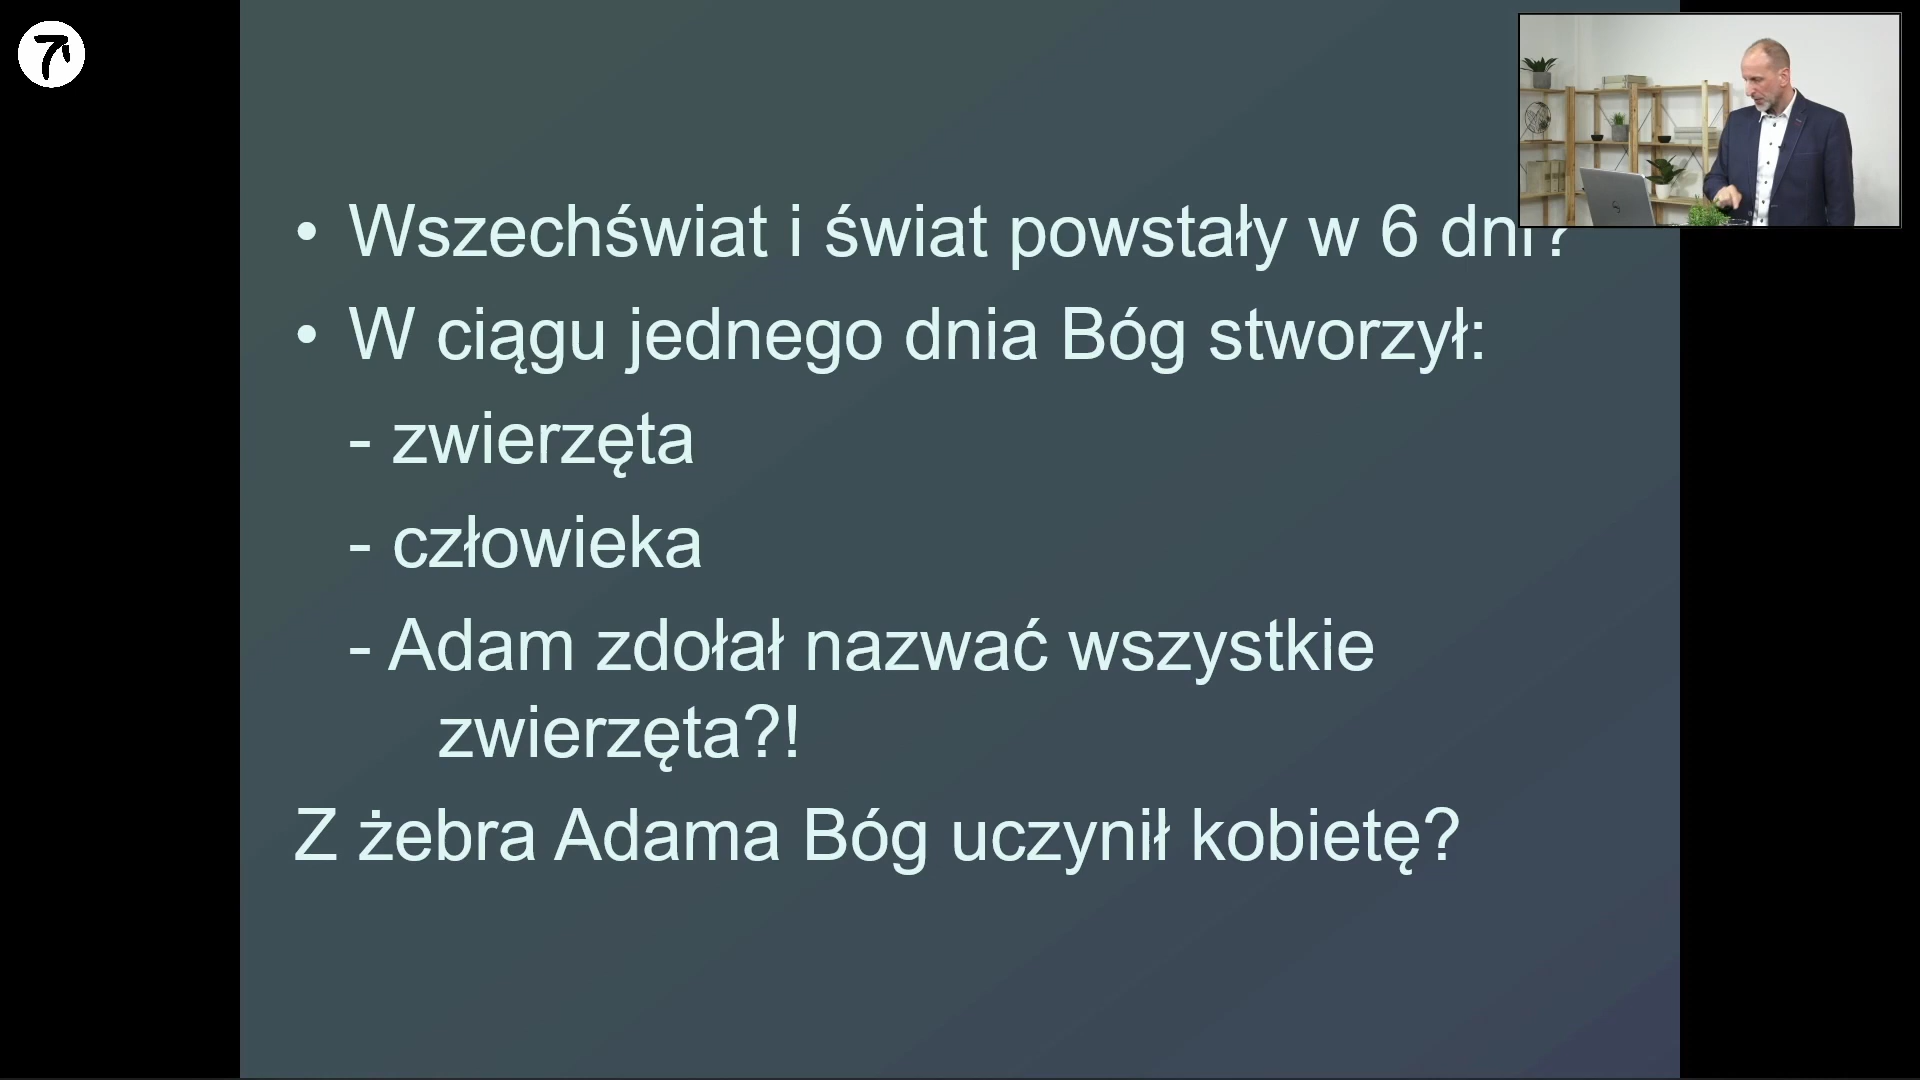 • Wszechświat i świat powstały w 6 dni?
• W ciągu jednego dnia Bóg stworzył:
- zwierzęta
- człowieka
- Adam zdołał nazwać wszystkie
zwierzęta?!
Z żebra Adama Bóg uczynił kobietę?